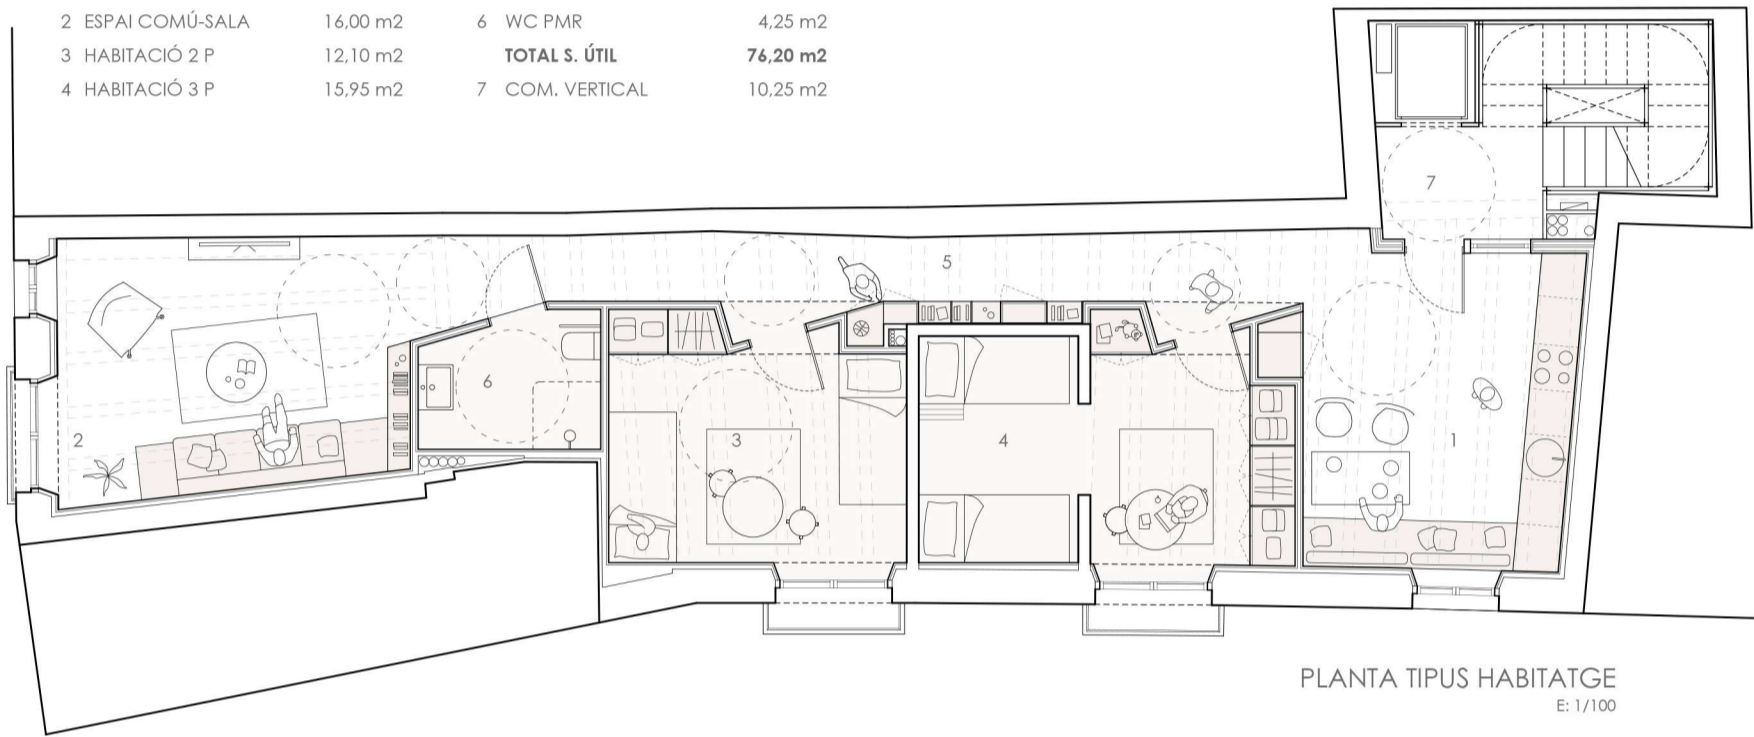 2 ESPAI COMÚ-SALA 16,00 m2 6 WC PMR 4,25 m2
3 HABITACIÓ 2 P 12,10 m2 TOTAL S. ÚTIL 76,20 m2
4 HABITACIÓ 3 P 15,95 m2 7 COM. VERTICAL 10,25 m2
7
5
6
2
3
4
1
PLANTA TIPUS HABITATGE
E: 1/100